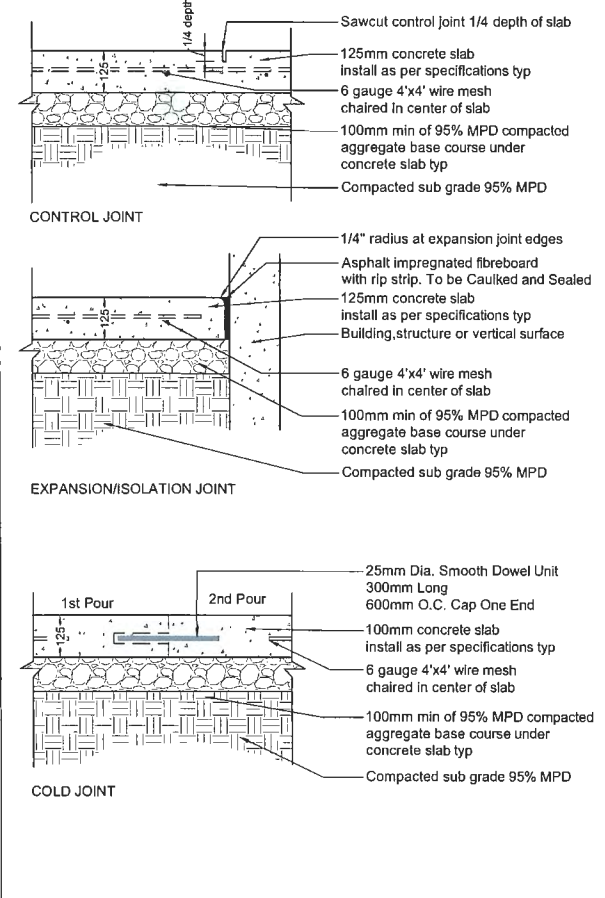 1/4 depth
Sawcut control joint 1/4 depth of slab
125
125mm concrete slab
install as per specifications typ
6 gauge 4'x4' wire mesh
chaired in center of slab
100mm min of 95% MPD compacted
aggregate base course under
concrete slab typ
Compacted sub grade 95% MPD
CONTROL JOINT
1/4" radius at expansion joint edges
Asphalt impregnated fibreboard
with rip strip. To be Caulked and Sealed
125
125mm concrete slab
install as per specifications typ
Building,structure or vertical surface
6 gauge 4'x4' wire mesh
chaired in center of slab
100mm min of 95% MPD compacted
aggregate base course under
concrete slab typ
Compacted sub grade 95% MPD
EXPANSION/ISOLATION JOINT
25mm Dia. Smooth Dowel Unit
300mm Long
600mm O.C. Cap One End
1st Pour
2nd Pour
125
100mm concrete slab
install as per specifications typ
6 gauge 4'x4' wire mesh
chaired in center of slab
100mm min of 95% MPD compacted
aggregate base course under
concrete slab typ
Compacted sub grade 95% MPD
COLD JOINT